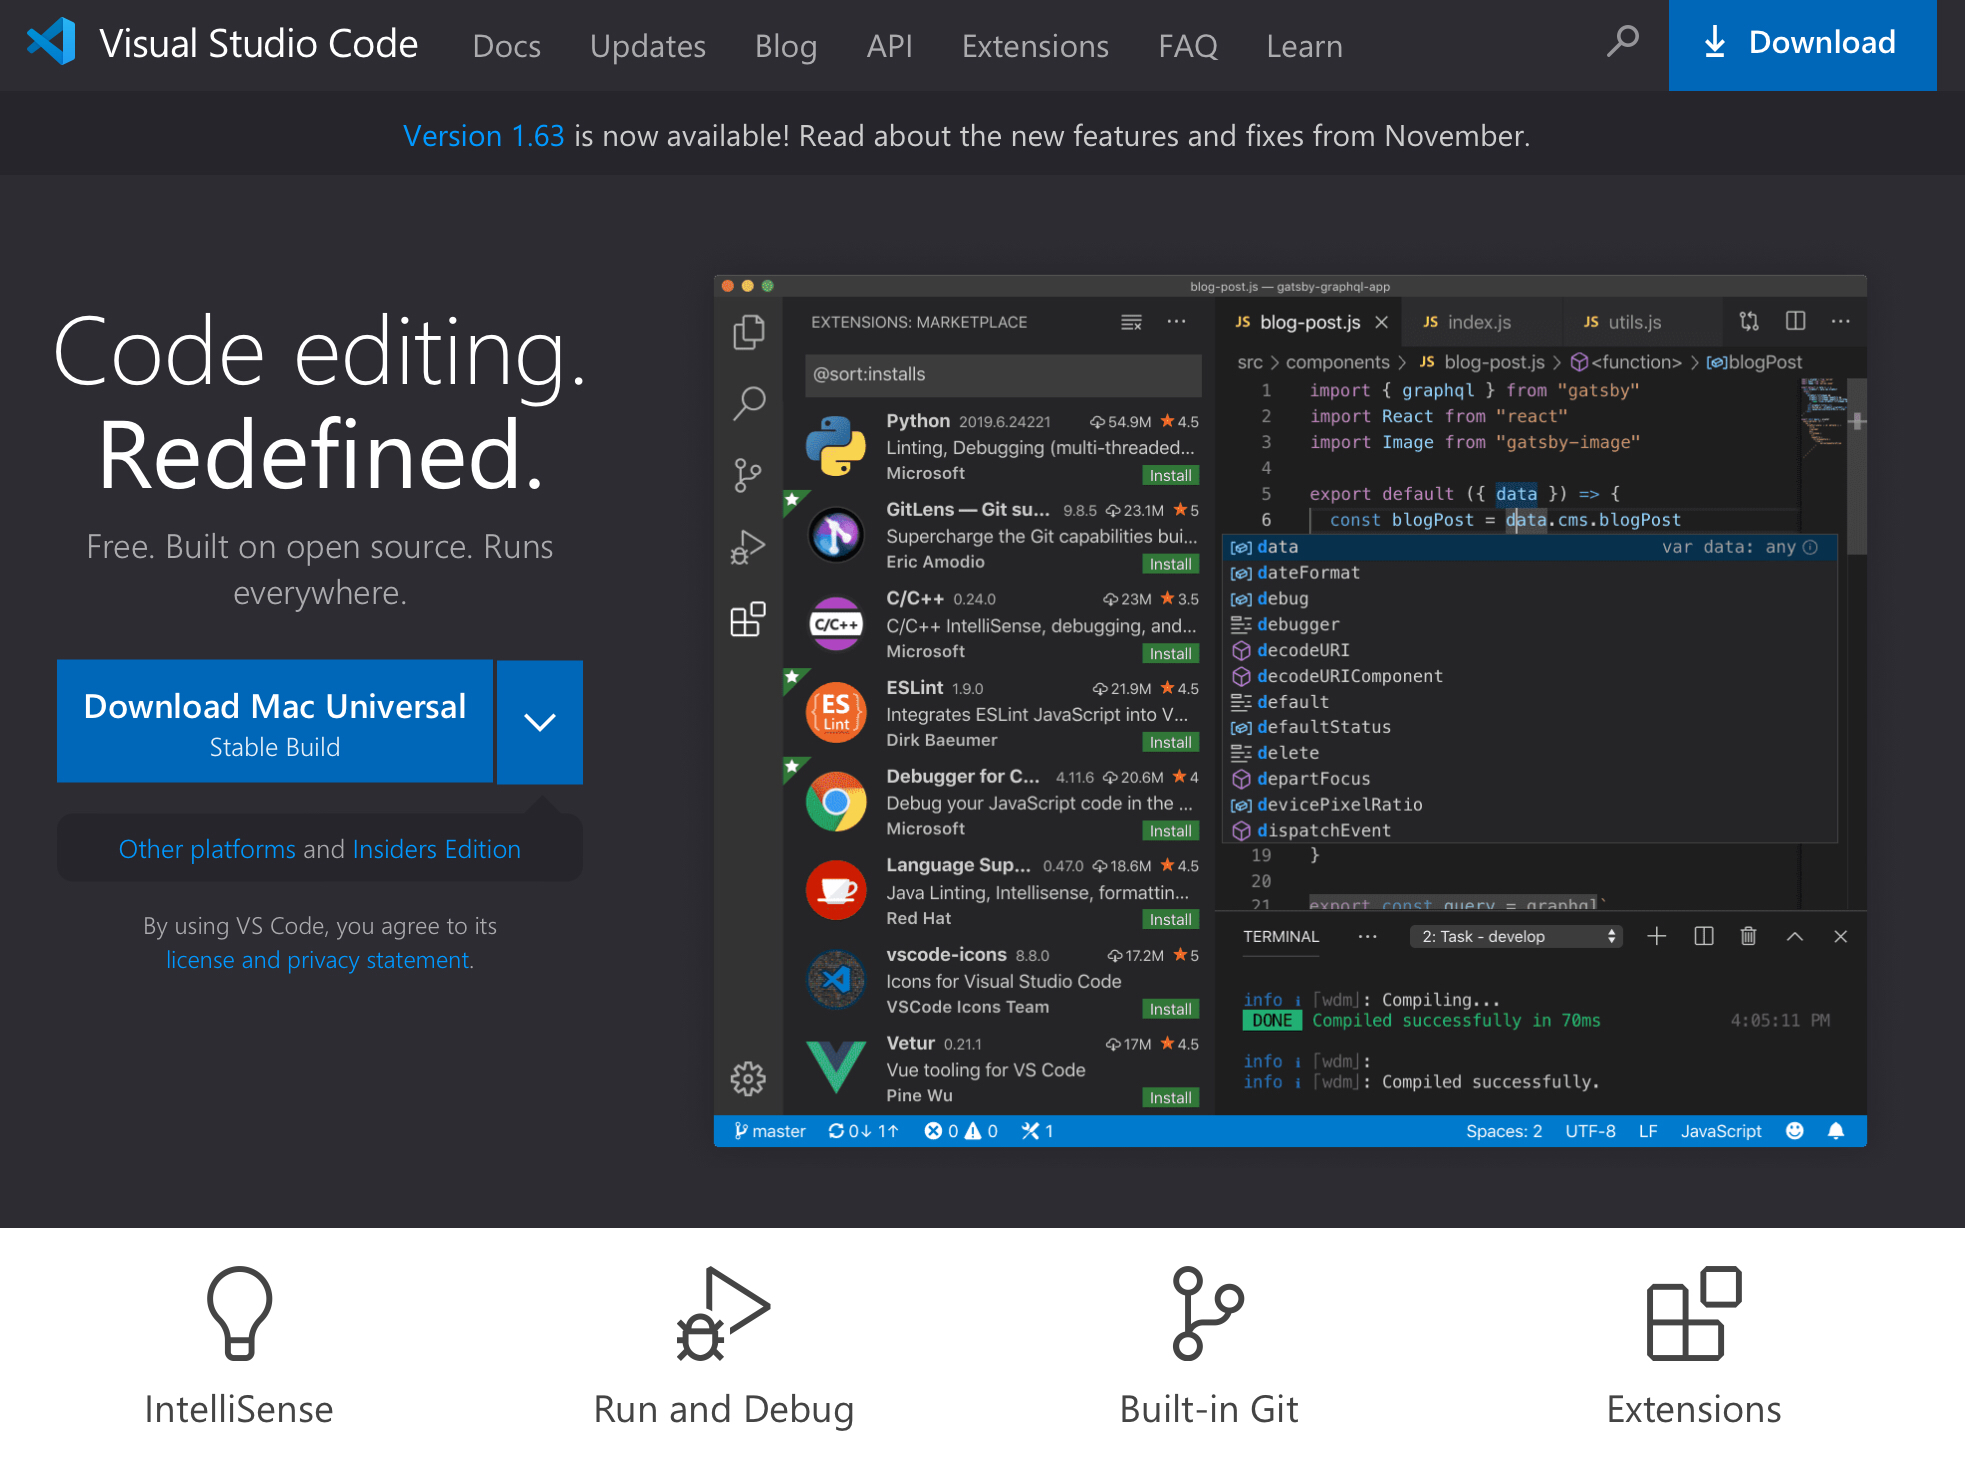 Visual Studio Code Docs Updates Blog API Extensions FAQ Learn Download
Version 1.63 is now available! Read about the new features and fixes from November.
Code editing.
Redefined.
Free. Built on open source. Runs
everywhere.
Download Mac Universal
Stable Build
Other platforms and Insiders Edition
By using VS Code, you agree to its
license and privacy statement.
blog-post.js — gatsby-graphql-app
EXTENSIONS: MARKETPLACE
@sort:installs
Python 2019.6.24221 54.9M 4.5
Linting, Debugging (multi-threaded...
Microsoft Install
GitLens — Git su... 9.8.5 23.1M 5
Supercharge the Git capabilities bui...
Eric Amodio Install
C/C++
C/C++ 0.24.0 23M 3.5
C/C++ IntelliSense, debugging, and...
Microsoft Install
ES
Lint
ESLint 1.9.0 21.9M 4.5
Integrates ESLint JavaScript into V...
Dirk Baeumer Install
Debugger for C... 4.11.6 20.6M 4
Debug your JavaScript code in the ...
Microsoft Install
Language Sup... 0.47.0 18.6M 4.5
Java Linting, Intellisense, formattin...
Red Hat Install
vscode-icons 8.8.0 17.2M 5
Icons for Visual Studio Code
VSCode Icons Team Install
Vetur 0.21.1 17M 4.5
Vue tooling for VS Code
Pine Wu Install
JS blog-post.js JS index.js JS utils.js
src > components > JS blog-post.js > <function> > blogPost
1 import { graphql } from "gatsby"
2 import React from "react"
3 import Image from "gatsby-image"
4
5 export default ({ data }) => {
6 const blogPost = data.cms.blogPost
data var data: any
dateFormat
debug
debugger
decodeURI
decodeURIComponent
default
defaultStatus
delete
departFocus
devicePixelRatio
dispatchEvent
19 }
20
21 export const query = graphql`
TERMINAL ... 2: Task - develop
info i ⌈wdm⌋: Compiling...
DONE Compiled successfully in 70ms 4:05:11 PM
info i ⌈wdm⌋:
info i ⌈wdm⌋: Compiled successfully.
master 0↓ 1↑ 0 0 1 Spaces: 2 UTF-8 LF JavaScript
IntelliSense
Run and Debug
Built-in Git
Extensions